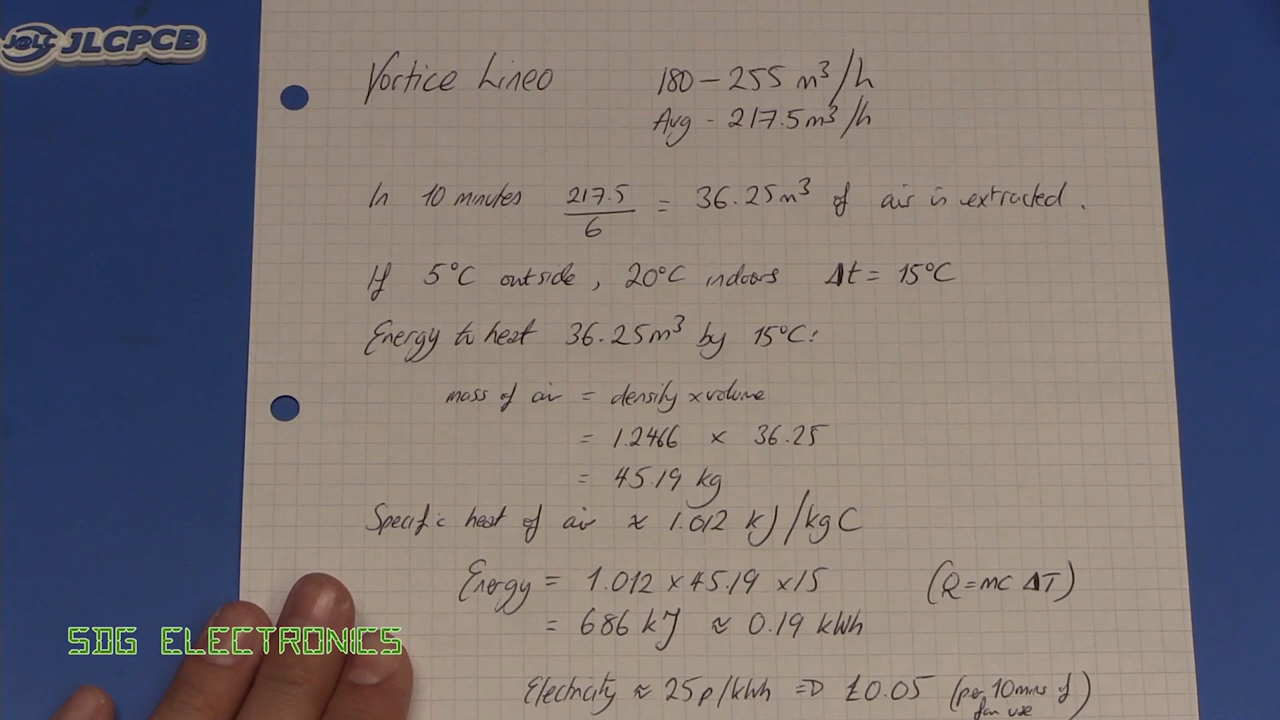 J@LC JLCPCB
Vortice Lineo 180 - 255 m³/h
Avg - 217.5m³/h
In 10 minutes 217.5/6 = 36.25m³ of air is extracted.
If 5°C outside, 20°C indoors Δt = 15°C
Energy to heat 36.25m³ by 15°C:
mass of air = density x volume
= 1.2466 x 36.25
= 45.19 kg
Specific heat of air ≈ 1.012 kJ/kgC
Energy = 1.012 x 45.19 x 15 (Q = mc ΔT)
= 686 kJ ≈ 0.19 kWh
SDG ELECTRONICS
Electricity ≈ 25p/kWh => £0.05 (per 10mins of fan use)